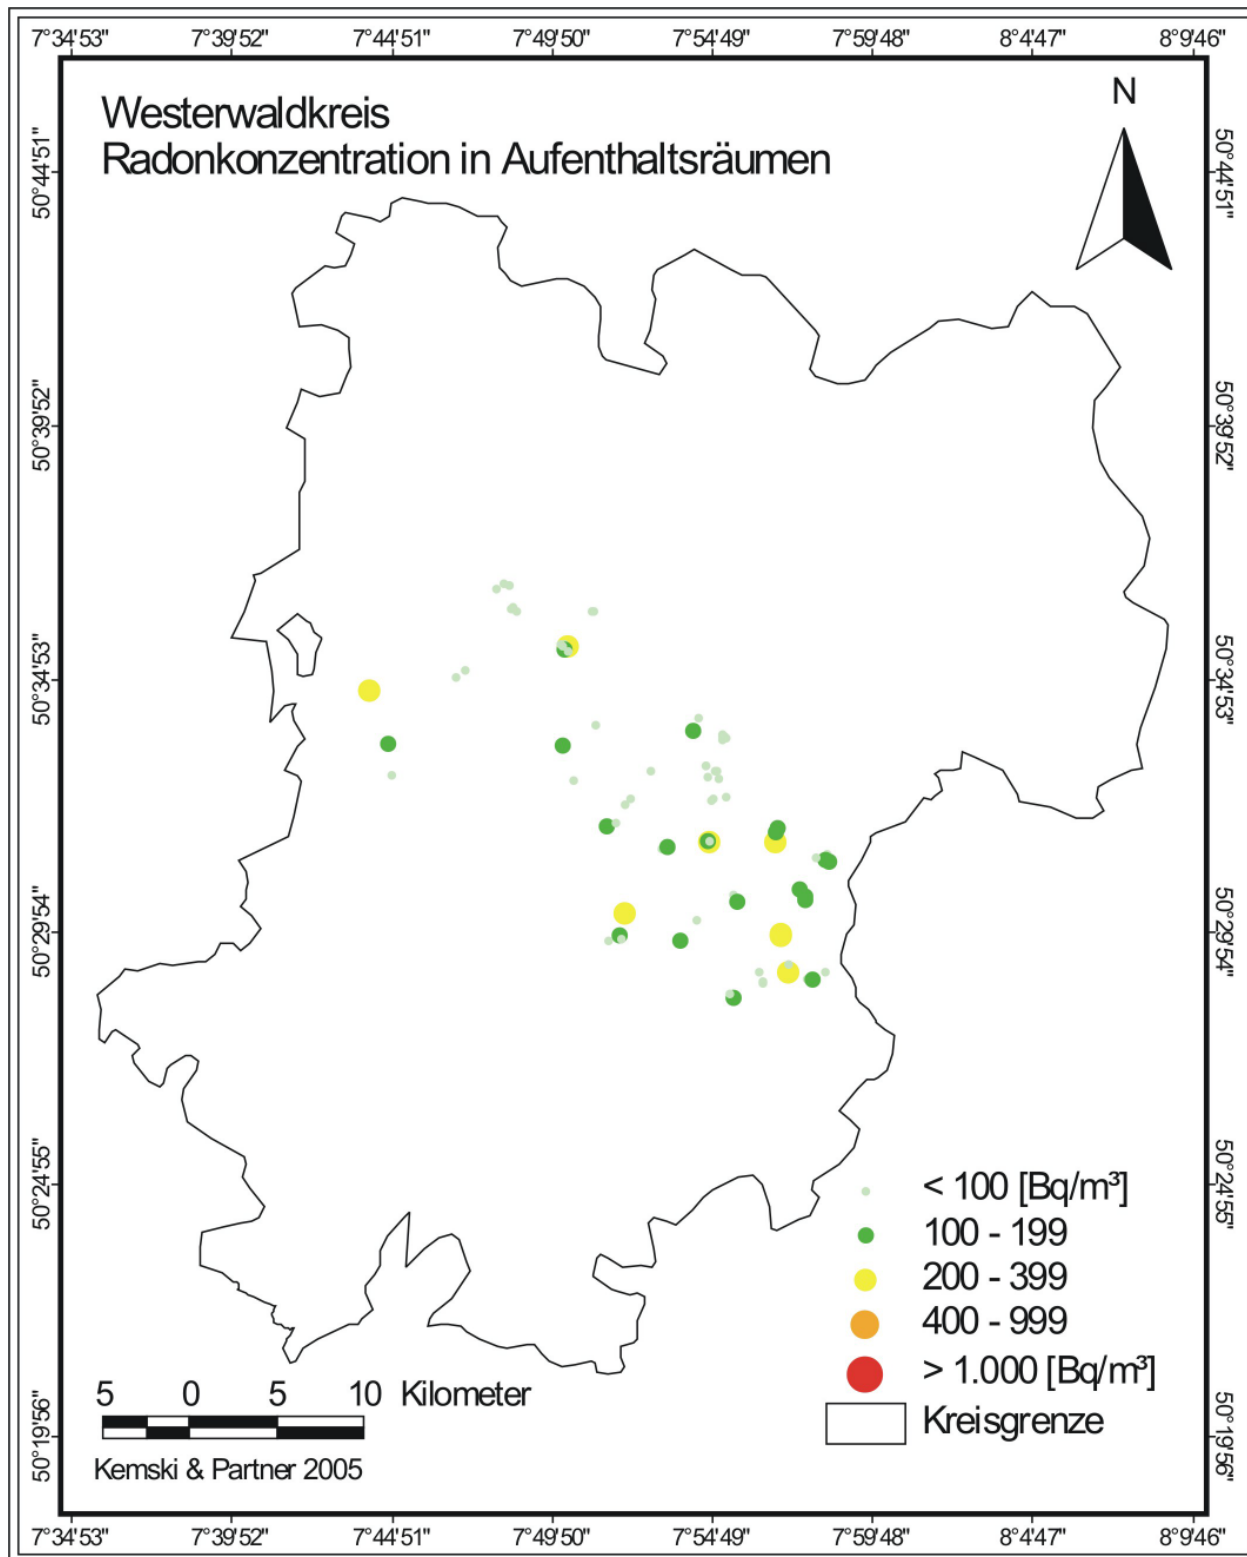 7°34'53" 7°39'52" 7°44'51" 7°49'50" 7°54'49" 7°59'48" 8°4'47" 8°9'46"
Westerwaldkreis
Radonkonzentration in Aufenthaltsräumen
N
50°44'51" 50°44'51"
50°39'52" 50°39'52"
50°34'53" 50°34'53"
50°29'54" 50°29'54"
50°24'55" 50°24'55"
< 100 [Bq/m³]
100 - 199
200 - 399
400 - 999
> 1.000 [Bq/m³]
Kreisgrenze
5 0 5 10 Kilometer
50°19'56" 50°19'56"
Kemski & Partner 2005
7°34'53" 7°39'52" 7°44'51" 7°49'50" 7°54'49" 7°59'48" 8°4'47" 8°9'46"